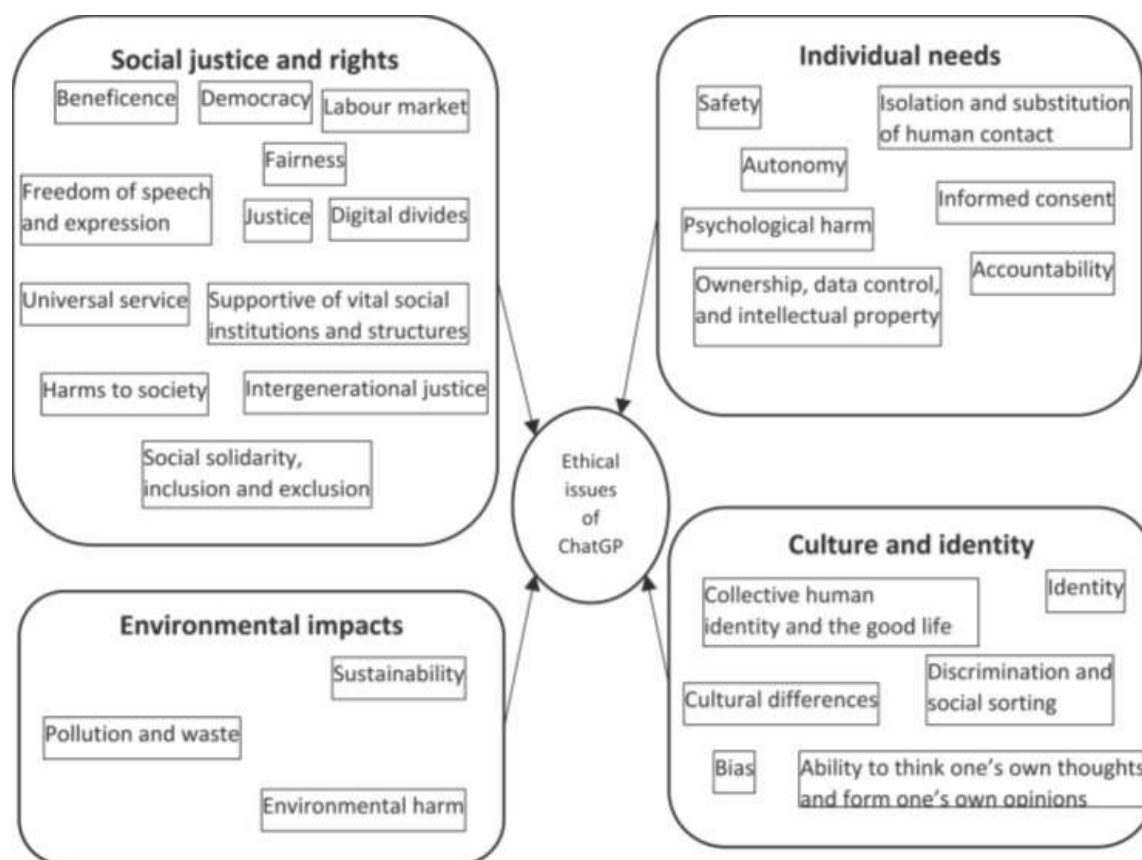 Social justice and rights
Beneficence
Democracy
Labour market
Fairness
Freedom of speech
and expression
Justice
Digital divides
Universal service
Supportive of vital social
institutions and structures
Harms to society
Intergenerational justice
Social solidarity,
inclusion and exclusion
Individual needs
Safety
Isolation and substitution
of human contact
Autonomy
Informed consent
Psychological harm
Accountability
Ownership, data control,
and intellectual property
Ethical
issues
of
ChatGP
Environmental impacts
Sustainability
Pollution and waste
Environmental harm
Culture and identity
Collective human
identity and the good life
Identity
Cultural differences
Discrimination and
social sorting
Bias
Ability to think one's own thoughts
and form one's own opinions